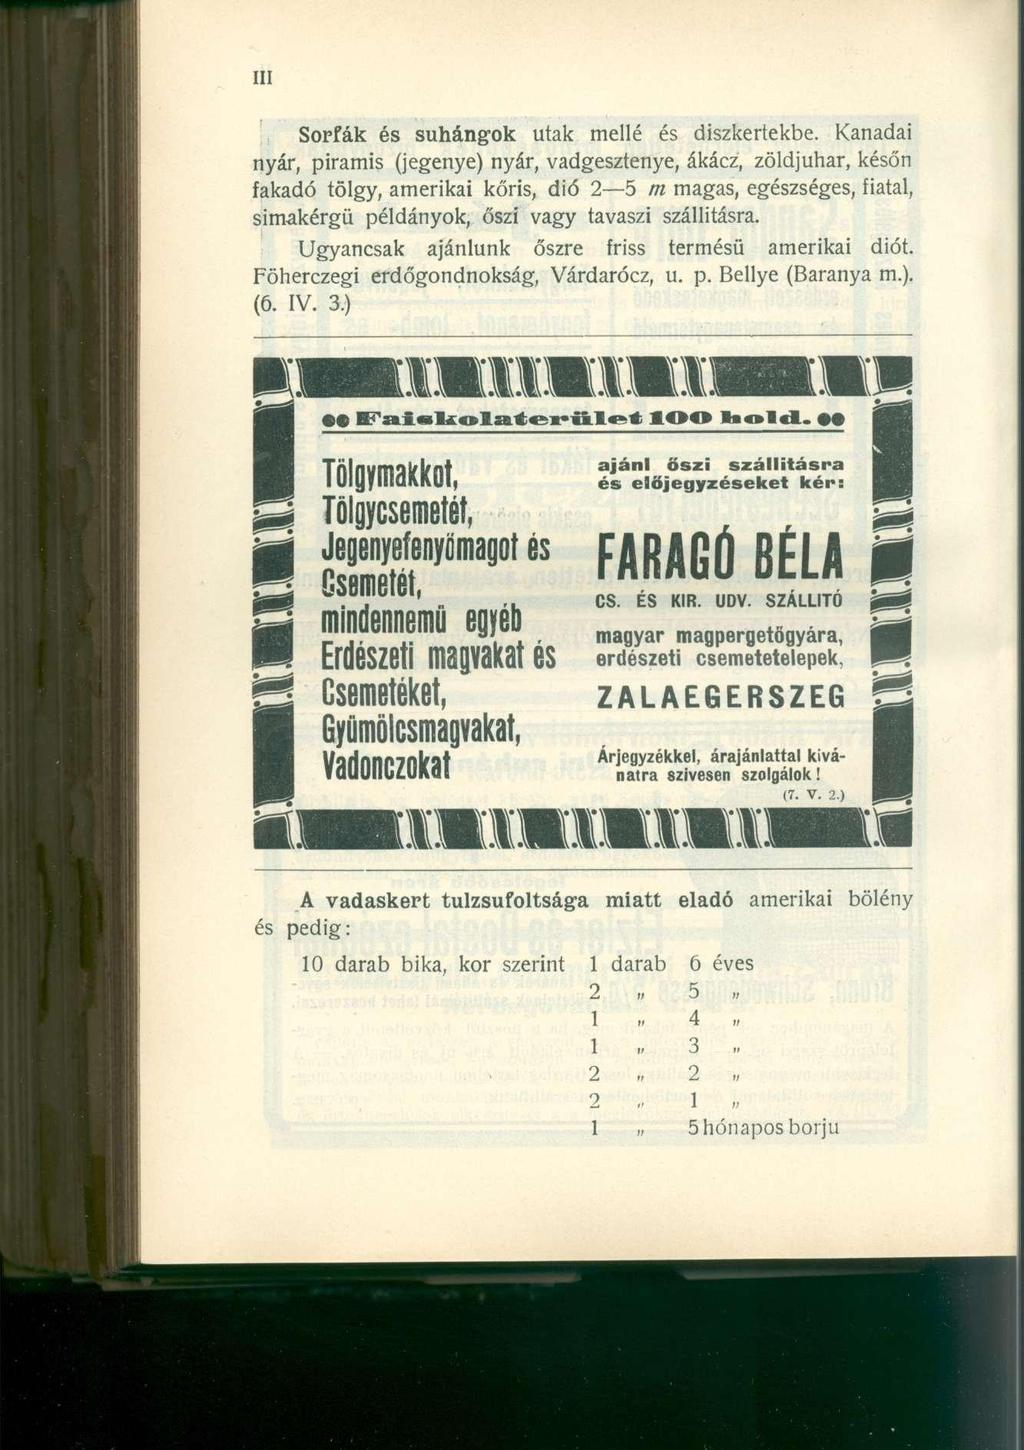 III
Sorfák és suhángok utak mellé és diszkertekbe. Kanadai
nyár, piramis (jegenye) nyár, vadgesztenye, ákácz, zöldjuhar, későn
fakadó tölgy, amerikai kőris, dió 2—5 m magas, egészséges, fiatal,
simakérgü példányok, őszi vagy tavaszi szállitásra.
Ugyancsak ajánlunk őszre friss termésü amerikai diót.
Föherczegi erdőgondnokság, Várdarócz, u. p. Bellye (Baranya m.).
(6. IV. 3.)
Faiskolaterület 100 hold.
Tölgymakkot,
Tölgycsemetét,
Jegenyefenyömagot és
Csemetét,
mindennemü egyéb
Erdészeti magvakat és
Csemetéket,
Gyümölcsmagvakat,
Vadonczokat
ajánl őszi szállitásra
és előjegyzéseket kér:
FARAGÓ BÉLA
CS. ÉS KIR. UDV. SZÁLLITÓ
magyar magpergetőgyára,
erdészeti csemetetelepek,
ZALAEGERSZEG
Árjegyzékkel, árajánlattal kivá-
natra szivesen szolgálok!
(7. V. 2.)
A vadaskert tulzsufoltsága miatt eladó amerikai bölény
és pedig:
10 darab bika, kor szerint 1 darab 6 éves
2 „ 5 „
1 „ 4 „
1 „ 3 „
2 „ 2 „
2 „ 1 „
1 „ 5 hónapos borju